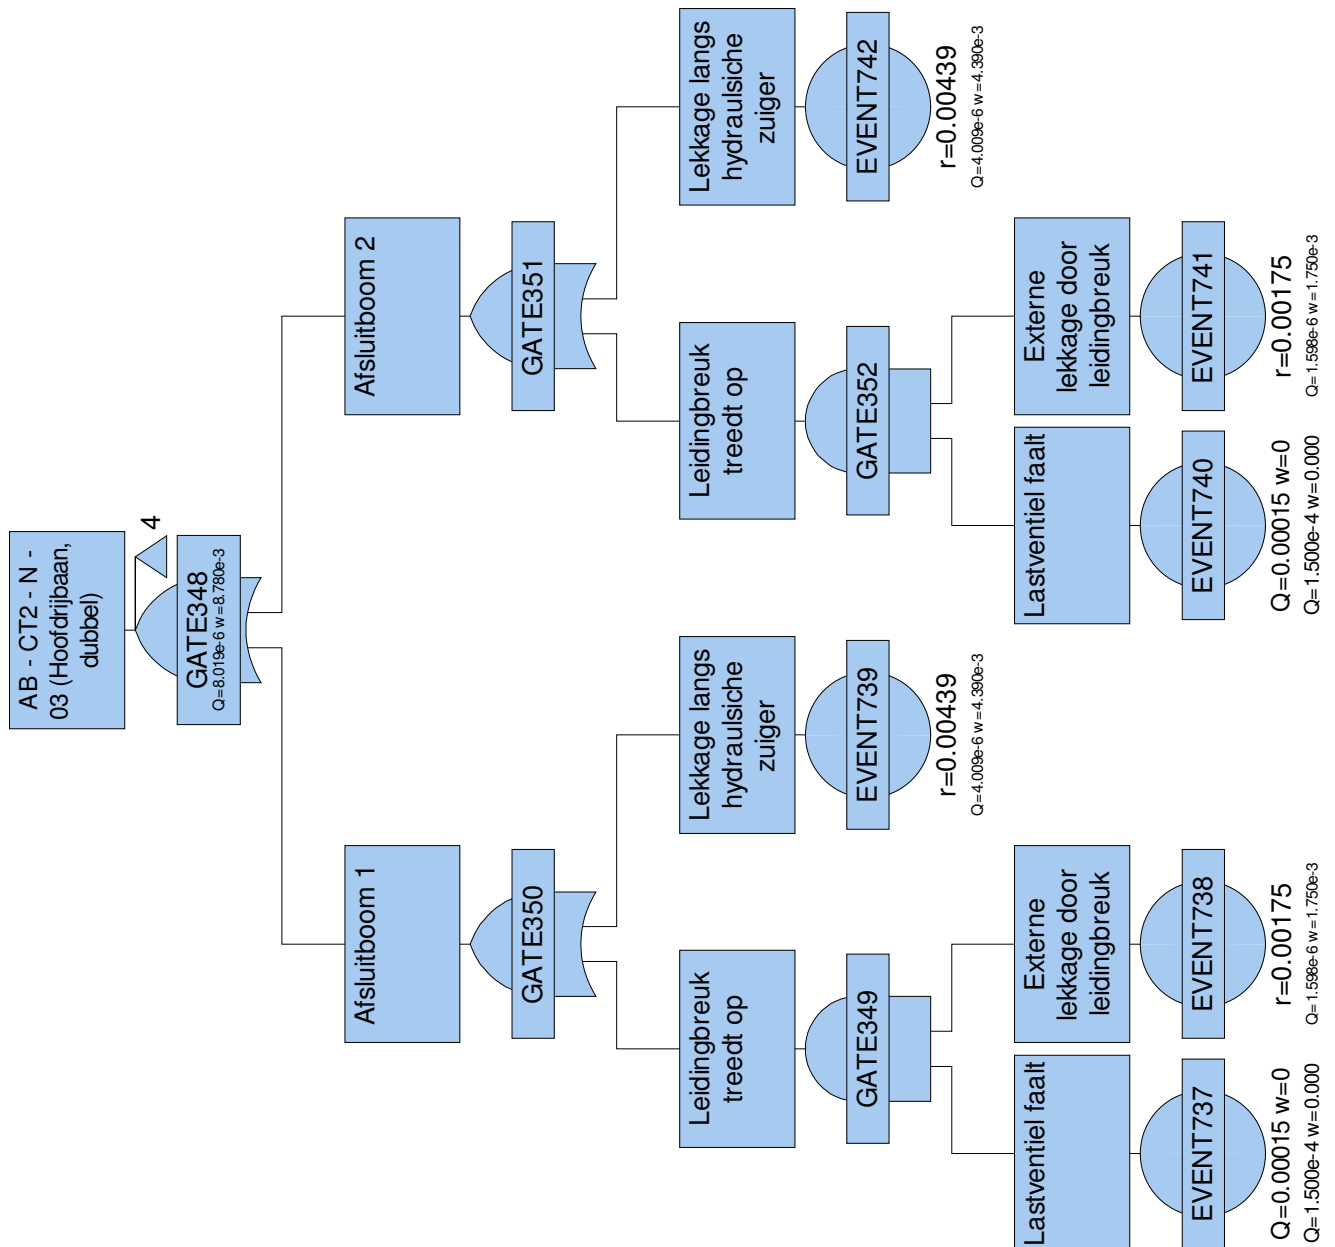 AB - CT2 - N -
03 (Hoofdrijbaan,
dubbel)
4
GATE348
Q=8.019e-6 w=8.780e-3
Afsluitboom 1
GATE350
Afsluitboom 2
GATE351
Leidingbreuk
treedt op
GATE349
Lekkage langs
hydraulsiche
zuiger
EVENT739
r=0.00439
Q=4.009e-6 w=4.390e-3
Leidingbreuk
treedt op
GATE352
Lekkage langs
hydraulsiche
zuiger
EVENT742
r=0.00439
Q=4.009e-6 w=4.390e-3
Lastventiel faalt
EVENT737
Q=0.00015 w=0
Q=1.500e-4 w=0.000
Externe
lekkage door
leidingbreuk
EVENT738
r=0.00175
Q=1.598e-6 w=1.750e-3
Lastventiel faalt
EVENT740
Q=0.00015 w=0
Q=1.500e-4 w=0.000
Externe
lekkage door
leidingbreuk
EVENT741
r=0.00175
Q=1.598e-6 w=1.750e-3